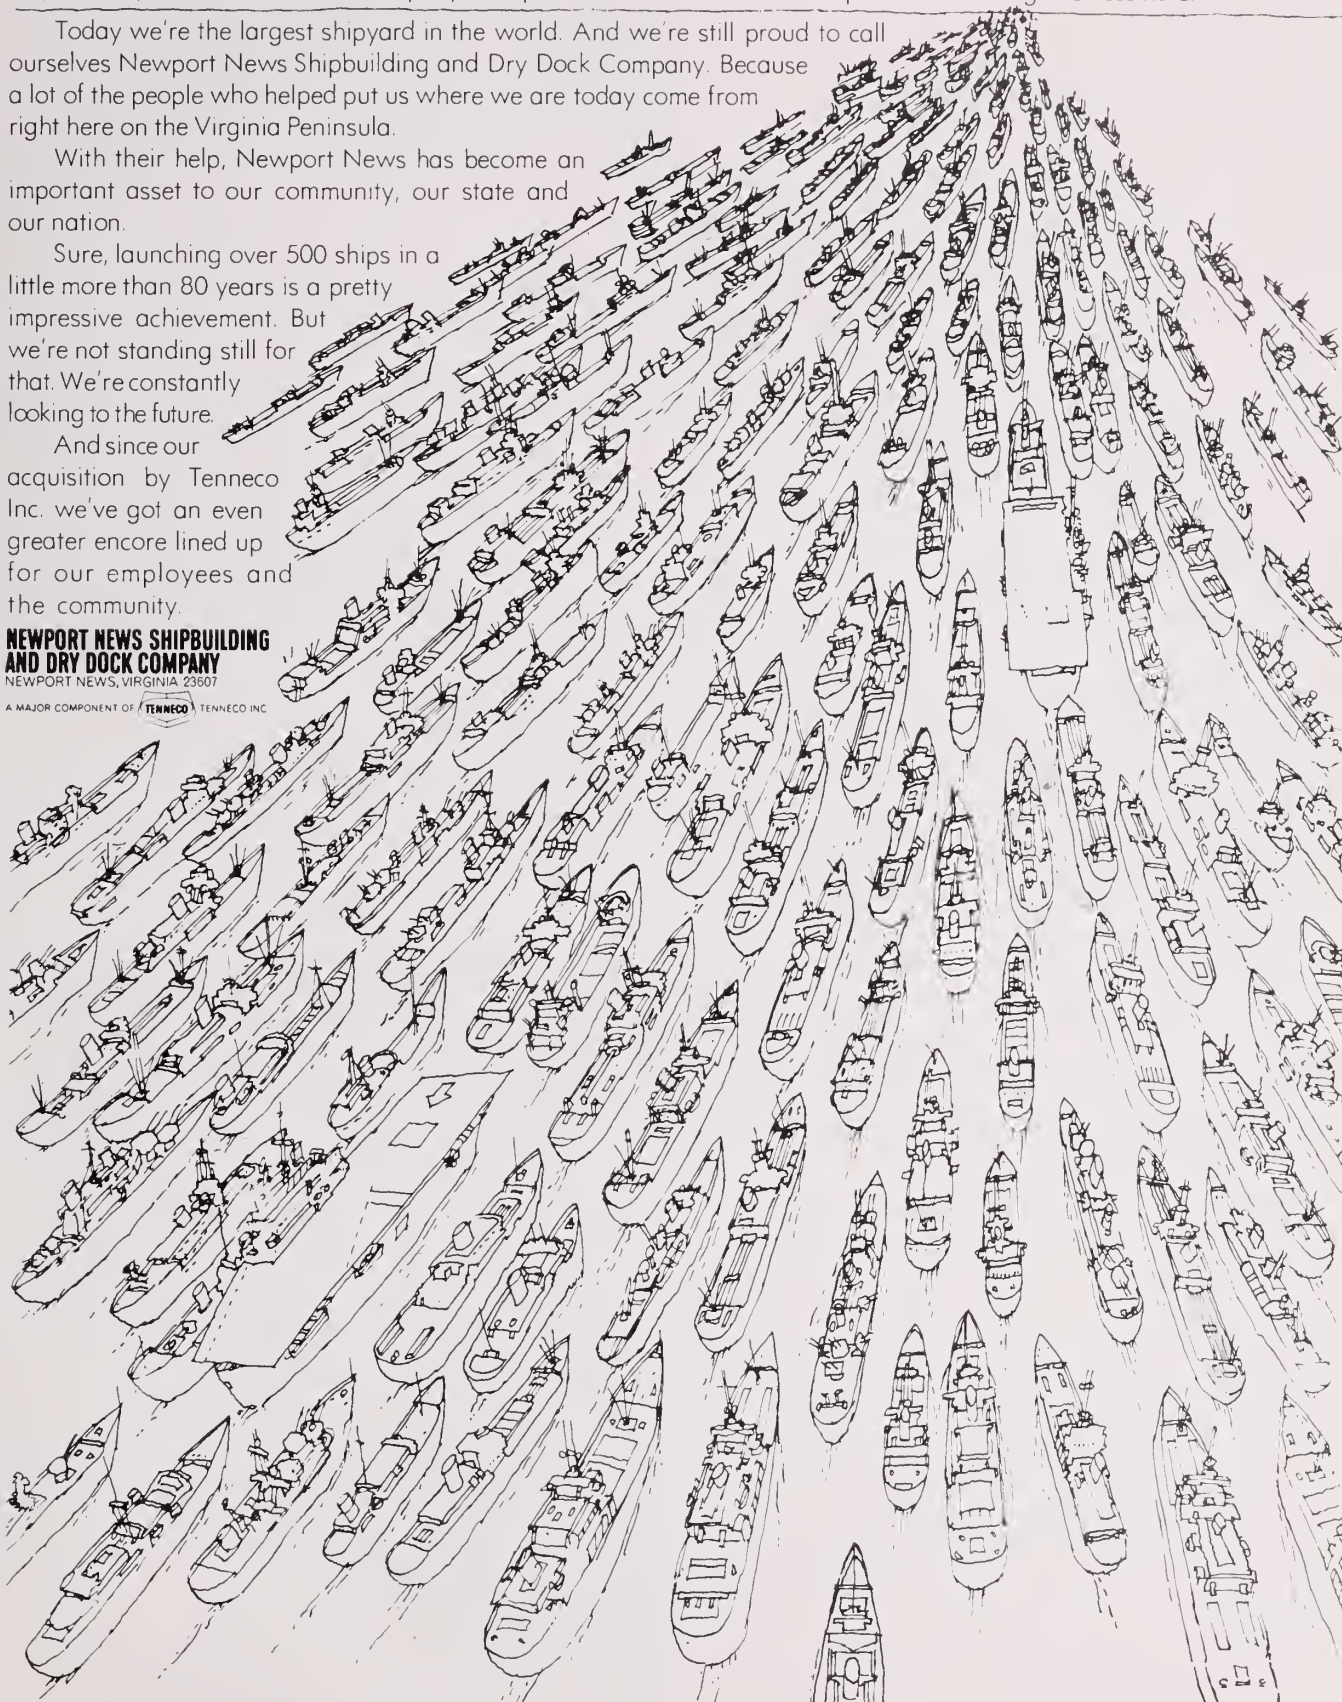 Today we're the largest shipyard in the world. And we're still proud to call
ourselves Newport News Shipbuilding and Dry Dock Company. Because
a lot of the people who helped put us where we are today come from
right here on the Virginia Peninsula.
With their help, Newport News has become an
important asset to our community, our state and
our nation.
Sure, launching over 500 ships in a
little more than 80 years is a pretty
impressive achievement. But
we're not standing still for
that. We're constantly
looking to the future.
And since our
acquisition by Tenneco
Inc. we've got an even
greater encore lined up
for our employees and
the community.
NEWPORT NEWS SHIPBUILDING
AND DRY DOCK COMPANY
NEWPORT NEWS, VIRGINIA 23607
A MAJOR COMPONENT OF TENNECO TENNECO INC